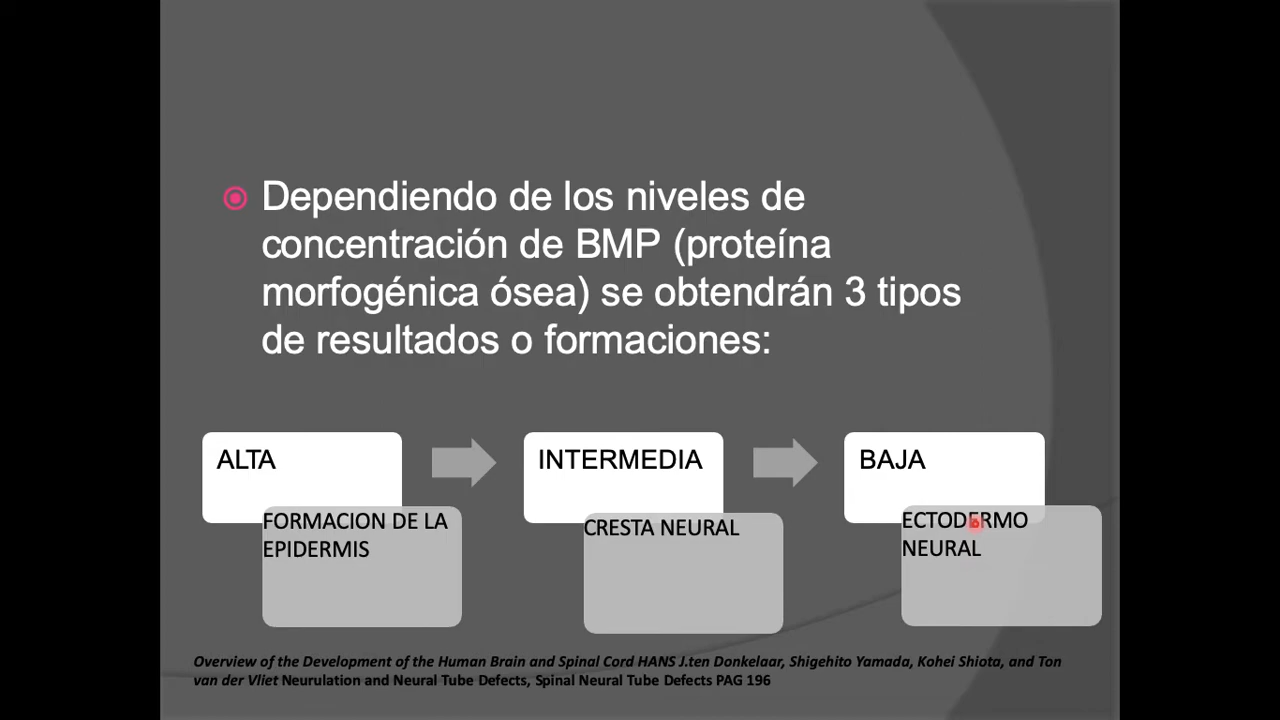 Dependiendo de los niveles de
concentración de BMP (proteína
morfogénica ósea) se obtendrán 3 tipos
de resultados o formaciones:
ALTA
FORMACION DE LA
EPIDERMIS
INTERMEDIA
CRESTA NEURAL
BAJA
ECTODERMO
NEURAL
Overview of the Development of the Human Brain and Spinal Cord HANS J.ten Donkelaar, Shigehito Yamada, Kohei Shiota, and Ton
van der Vliet Neurulation and Neural Tube Defects, Spinal Neural Tube Defects PAG 196